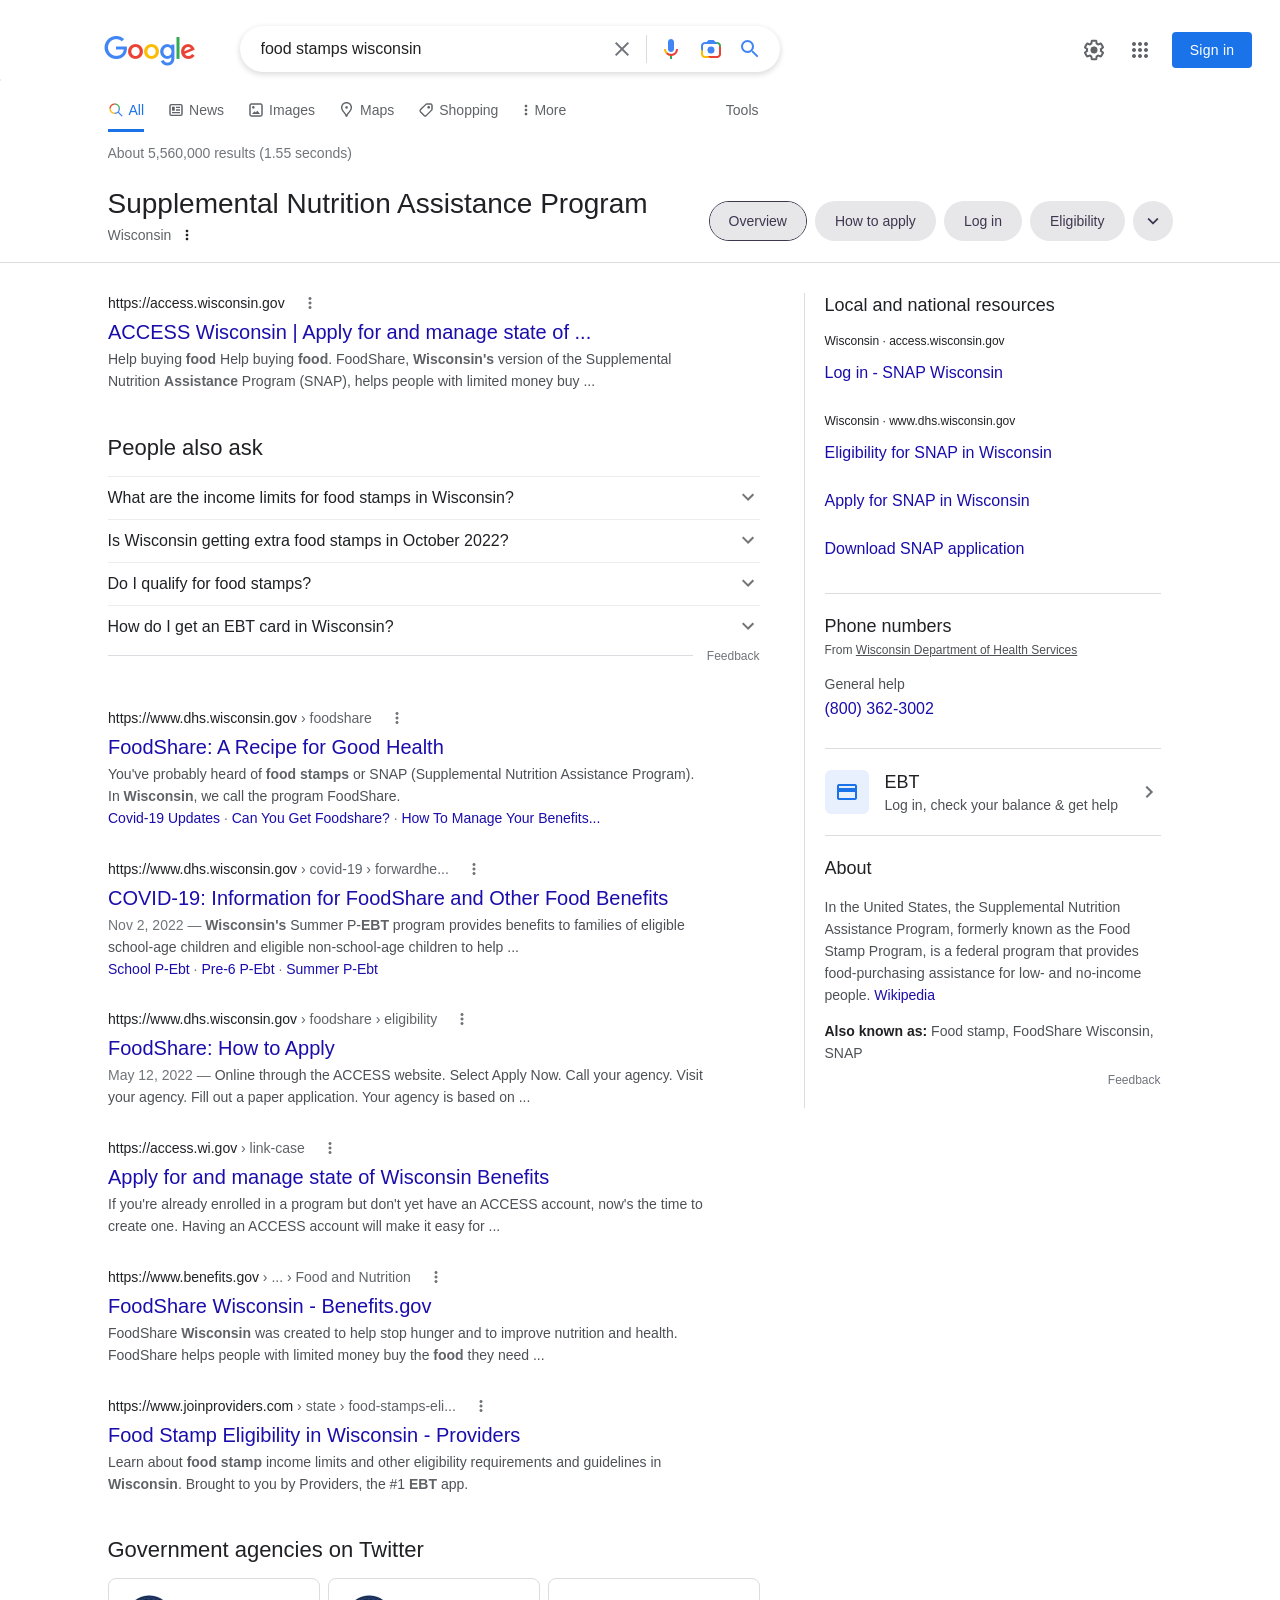 Google
food stamps wisconsin
Sign in
All
News
Images
Maps
Shopping
More
Tools
About 5,560,000 results (1.55 seconds)
Supplemental Nutrition Assistance Program
Wisconsin
Overview
How to apply
Log in
Eligibility
https://access.wisconsin.gov
ACCESS Wisconsin | Apply for and manage state of ...
Help buying food Help buying food. FoodShare, Wisconsin's version of the Supplemental
Nutrition Assistance Program (SNAP), helps people with limited money buy ...
People also ask
What are the income limits for food stamps in Wisconsin?
Is Wisconsin getting extra food stamps in October 2022?
Do I qualify for food stamps?
How do I get an EBT card in Wisconsin?
Feedback
https://www.dhs.wisconsin.gov › foodshare
FoodShare: A Recipe for Good Health
You've probably heard of food stamps or SNAP (Supplemental Nutrition Assistance Program).
In Wisconsin, we call the program FoodShare.
Covid-19 Updates · Can You Get Foodshare? · How To Manage Your Benefits...
https://www.dhs.wisconsin.gov › covid-19 › forwardhe...
COVID-19: Information for FoodShare and Other Food Benefits
Nov 2, 2022 — Wisconsin's Summer P-EBT program provides benefits to families of eligible
school-age children and eligible non-school-age children to help ...
School P-Ebt · Pre-6 P-Ebt · Summer P-Ebt
https://www.dhs.wisconsin.gov › foodshare › eligibility
FoodShare: How to Apply
May 12, 2022 — Online through the ACCESS website. Select Apply Now. Call your agency. Visit
your agency. Fill out a paper application. Your agency is based on ...
https://access.wi.gov › link-case
Apply for and manage state of Wisconsin Benefits
If you're already enrolled in a program but don't yet have an ACCESS account, now's the time to
create one. Having an ACCESS account will make it easy for ...
https://www.benefits.gov › ... › Food and Nutrition
FoodShare Wisconsin - Benefits.gov
FoodShare Wisconsin was created to help stop hunger and to improve nutrition and health.
FoodShare helps people with limited money buy the food they need ...
https://www.joinproviders.com › state › food-stamps-eli...
Food Stamp Eligibility in Wisconsin - Providers
Learn about food stamp income limits and other eligibility requirements and guidelines in
Wisconsin. Brought to you by Providers, the #1 EBT app.
Government agencies on Twitter
Local and national resources
Wisconsin · access.wisconsin.gov
Log in - SNAP Wisconsin
Wisconsin · www.dhs.wisconsin.gov
Eligibility for SNAP in Wisconsin
Apply for SNAP in Wisconsin
Download SNAP application
Phone numbers
From Wisconsin Department of Health Services
General help
(800) 362-3002
EBT
Log in, check your balance & get help
About
In the United States, the Supplemental Nutrition
Assistance Program, formerly known as the Food
Stamp Program, is a federal program that provides
food-purchasing assistance for low- and no-income
people. Wikipedia
Also known as: Food stamp, FoodShare Wisconsin,
SNAP
Feedback